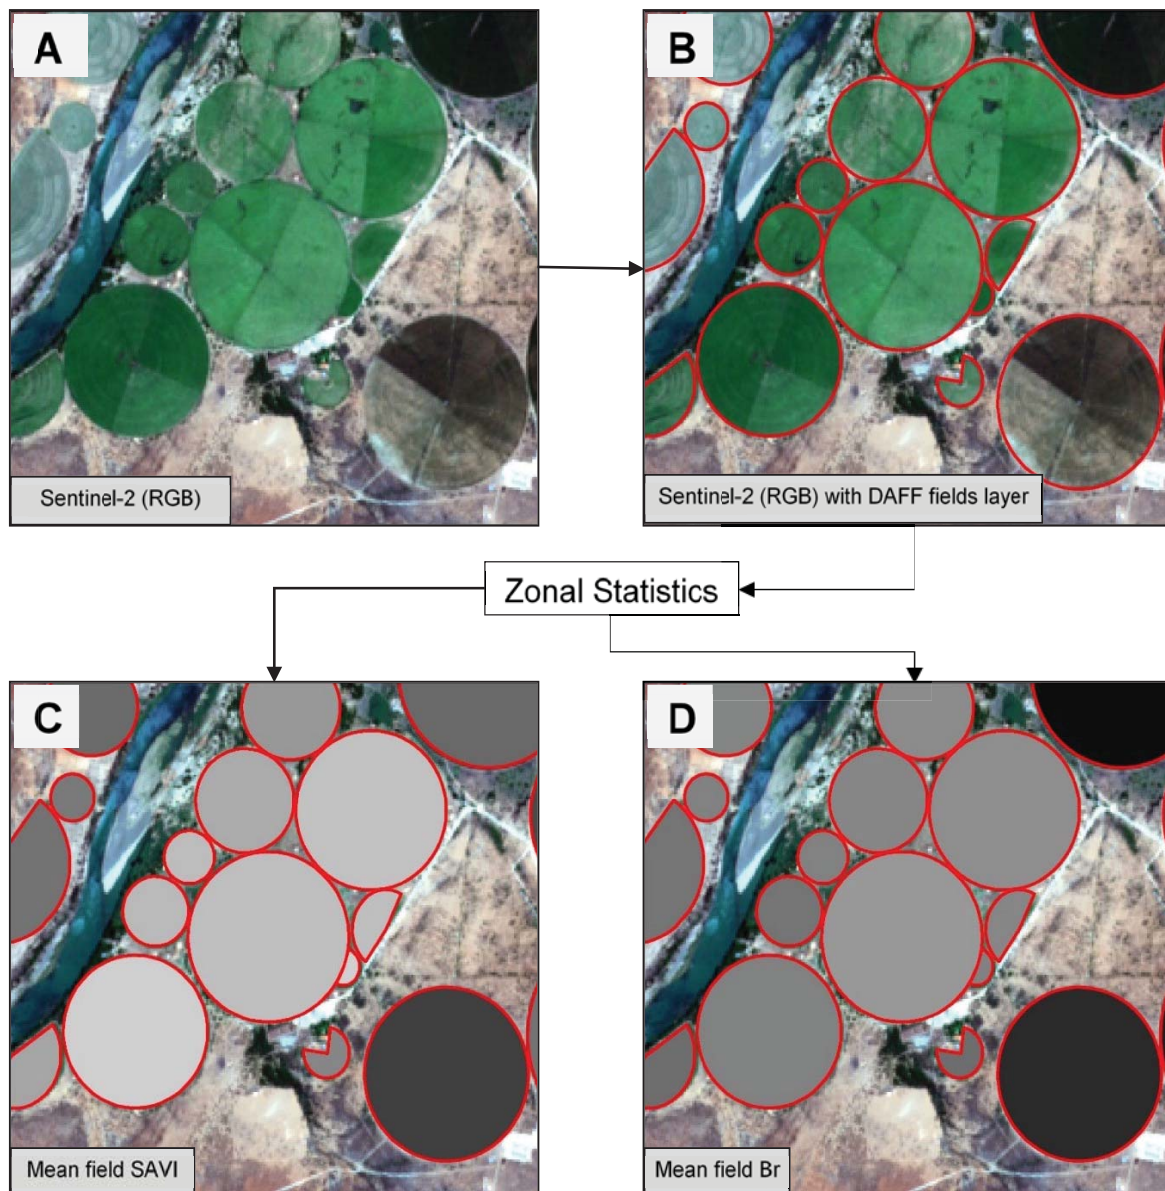 A
B
Sentinel-2 (RGB)
Sentinel-2 (RGB) with DAFF fields layer
Zonal Statistics
C
D
Mean field SAVI
Mean field Br